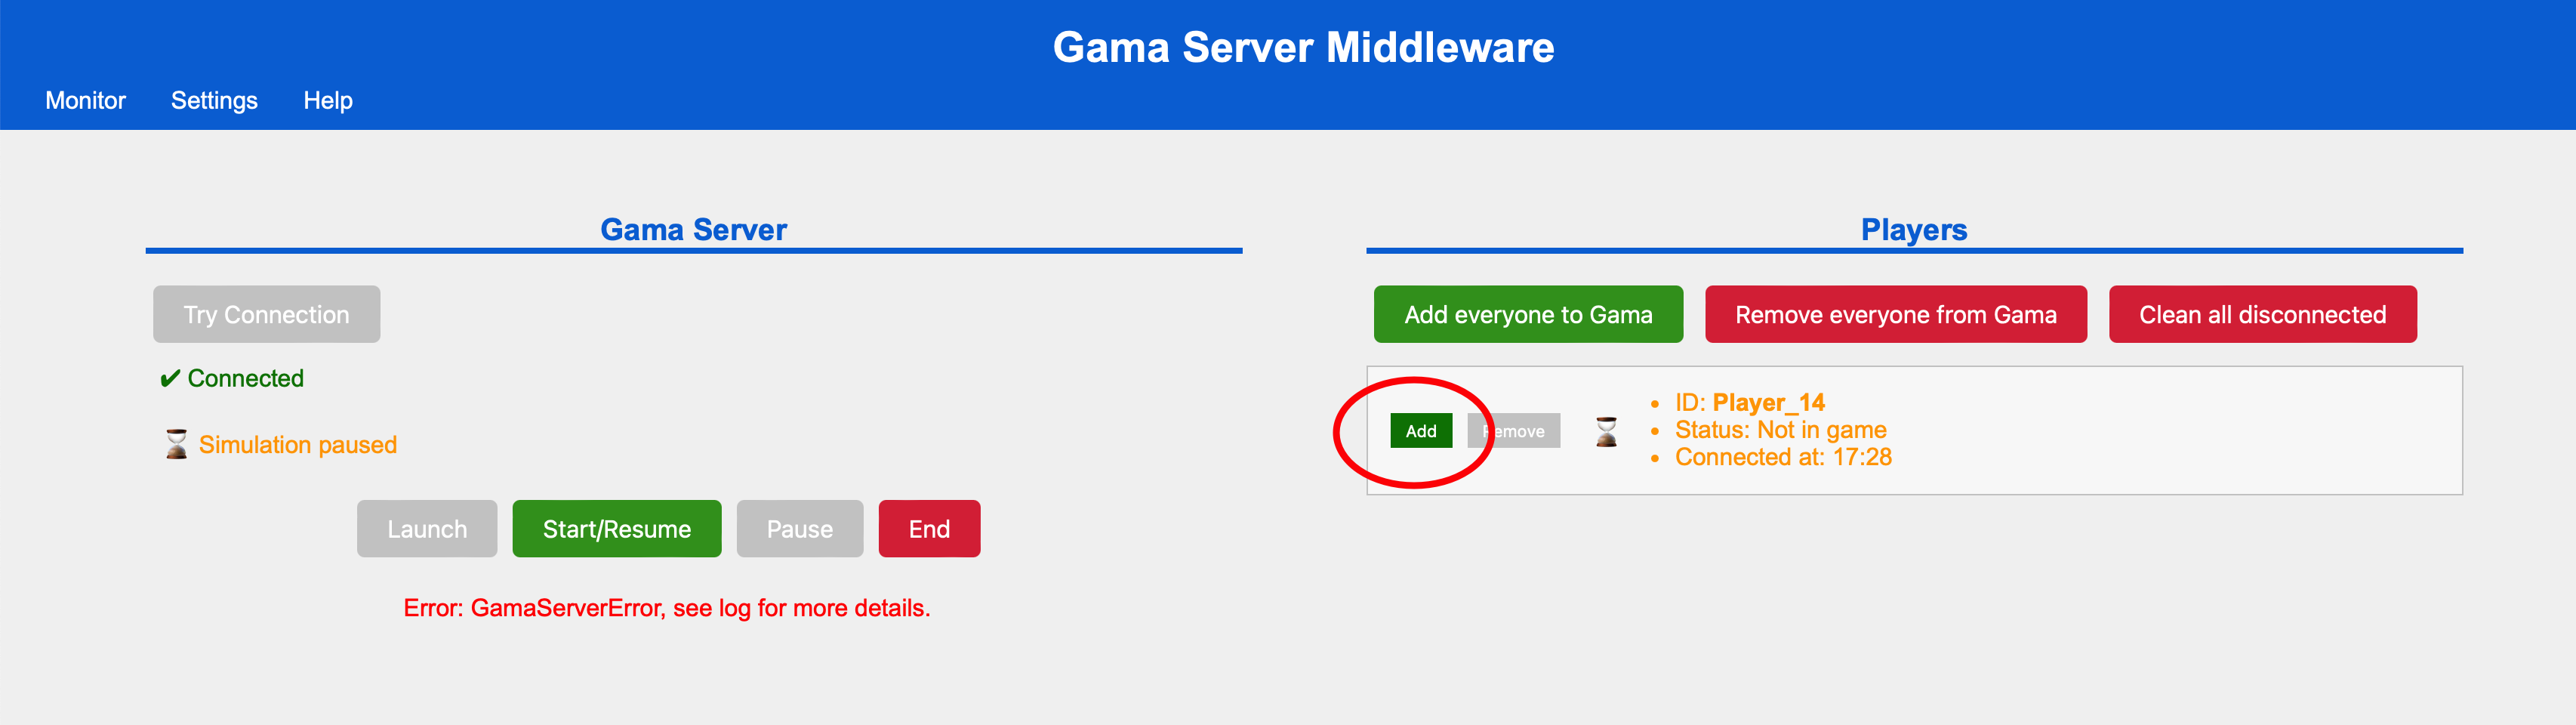 Gama Server Middleware
Monitor Settings Help
Gama Server
Try Connection
✔ Connected
⌛ Simulation paused
Launch Start/Resume Pause End
Error: GamaServerError, see log for more details.
Players
Add everyone to Gama Remove everyone from Gama Clean all disconnected
Add Remove
• ID: Player_14
• Status: Not in game
• Connected at: 17:28